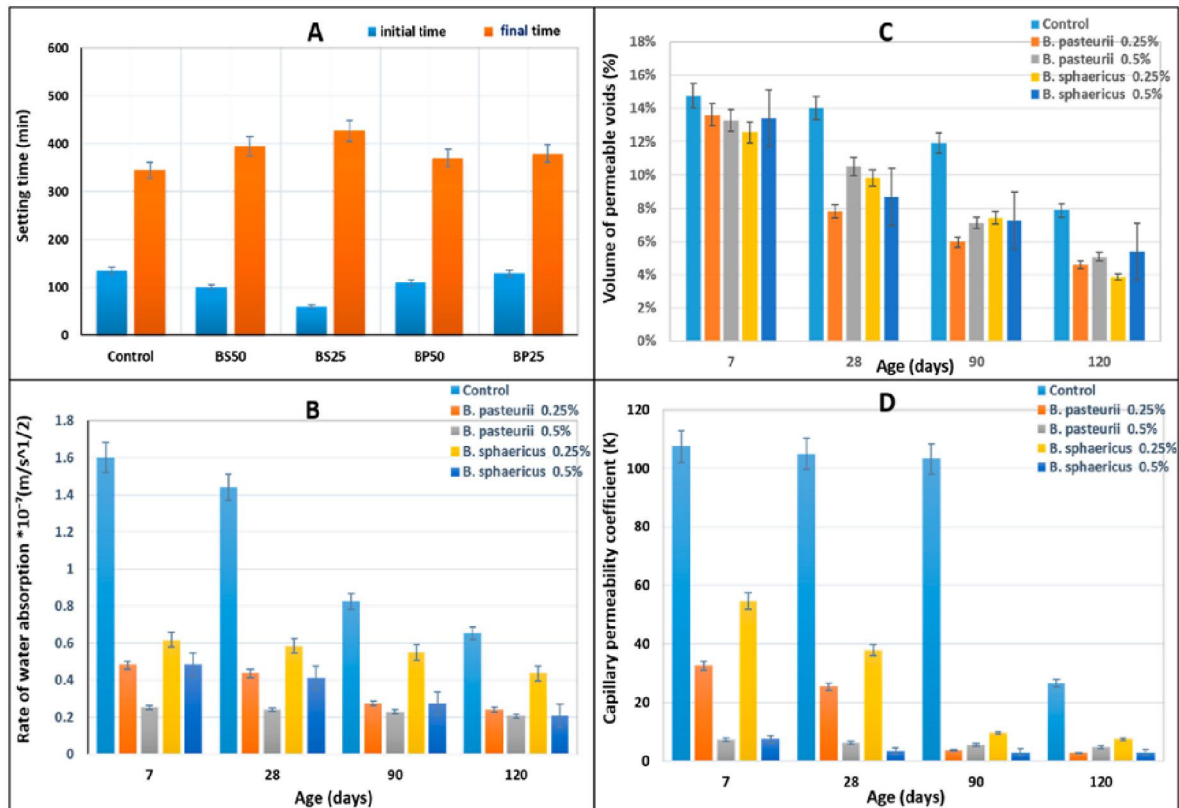 A
initial time
final time
Setting time (min)
600
500
400
300
200
100
0
Control
BS50
BS25
BP50
BP25
C
Control
B. pasteurii 0.25%
B. pasteurii 0.5%
B. sphaericus 0.25%
B. sphaericus 0.5%
Volume of permeable voids (%)
18%
16%
14%
12%
10%
8%
6%
4%
2%
0%
7
28
90
120
Age (days)
B
Control
B. pasteurii 0.25%
B. pasteurii 0.5%
B. sphaericus 0.25%
B. sphaericus 0.5%
Rate of water absorption *10⁻⁷(m/s^1/2)
1.8
1.6
1.4
1.2
1
0.8
0.6
0.4
0.2
0
7
28
90
120
Age (days)
D
Control
B. pasteurii 0.25%
B. pasteurii 0.5%
B. sphaericus 0.25%
B. sphaericus 0.5%
Capillary permeability coefficient (K)
120
100
80
60
40
20
0
7
28
90
120
Age (days)